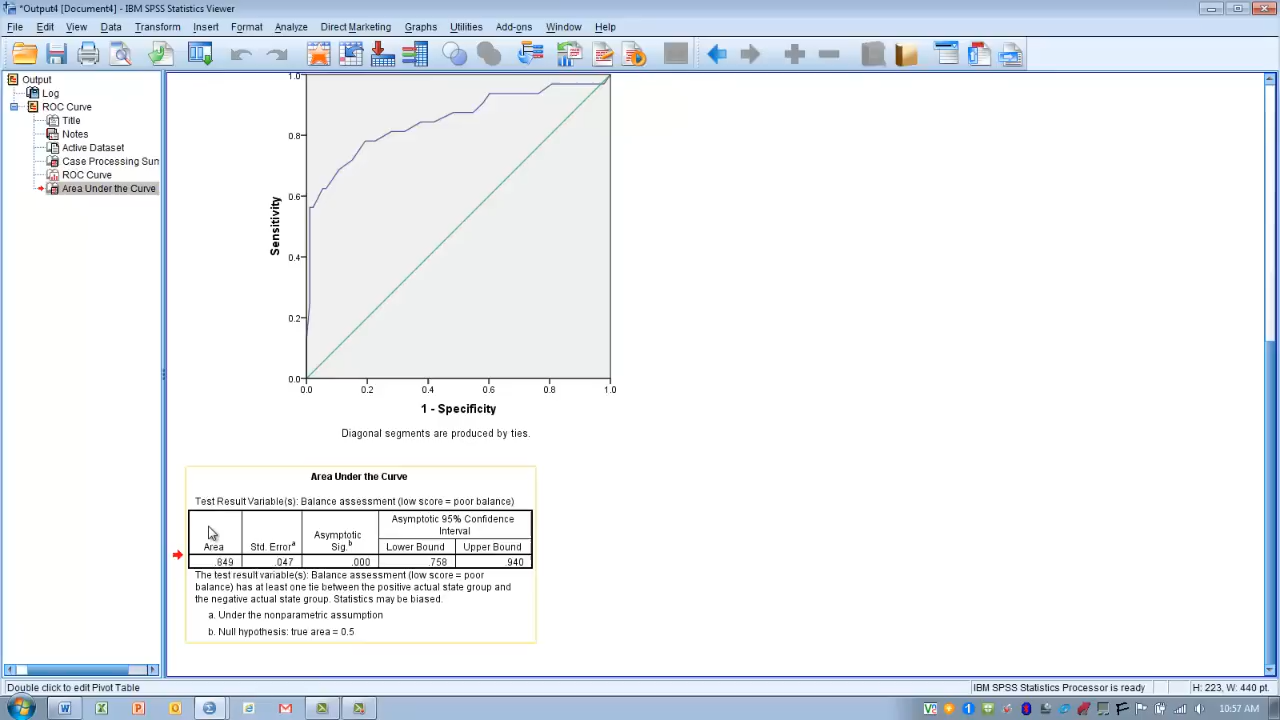 *Output4 [Document4] - IBM SPSS Statistics Viewer
File Edit View Data Transform Insert Format Analyze Direct Marketing Graphs Utilities Add-ons Window Help
Output
Log
ROC Curve
Title
Notes
Active Dataset
Case Processing Sum
ROC Curve
Area Under the Curve
1.0
0.8
0.6
0.4
0.2
0.0
Sensitivity
0.0 0.2 0.4 0.6 0.8 1.0
1 - Specificity
Diagonal segments are produced by ties.
Area Under the Curve
Test Result Variable(s): Balance assessment (low score = poor balance)
Area Std. Errorᵃ Asymptotic Sig.ᵇ Asymptotic 95% Confidence Interval
Lower Bound Upper Bound
.849 .047 .000 .758 .940
The test result variable(s): Balance assessment (low score = poor
balance) has at least one tie between the positive actual state group and
the negative actual state group. Statistics may be biased.
a. Under the nonparametric assumption
b. Null hypothesis: true area = 0.5
Double click to edit Pivot Table
IBM SPSS Statistics Processor is ready
H: 223, W: 440 pt.
10:57 AM